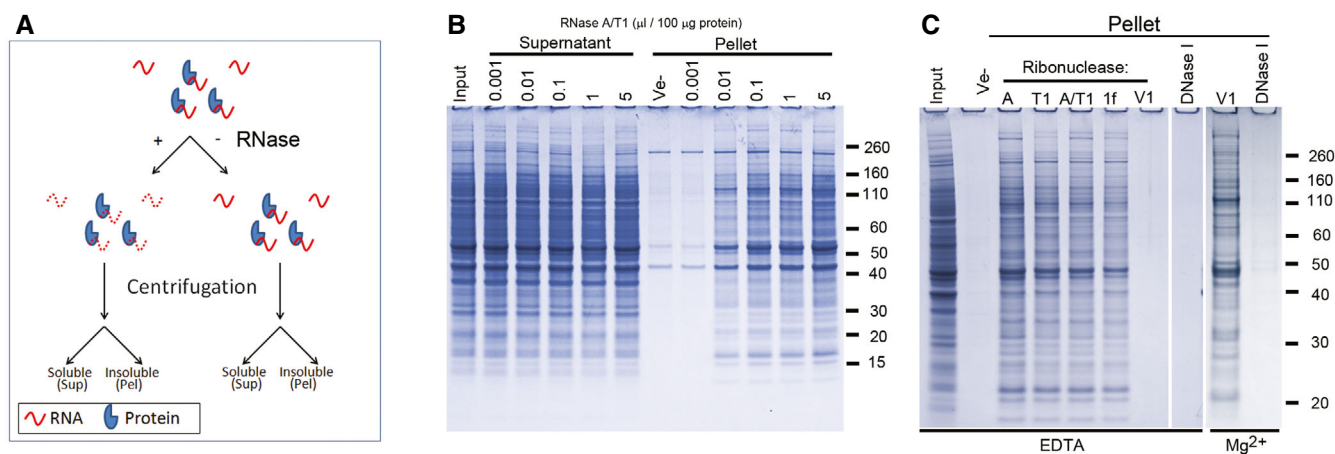 A
+ - RNase
Centrifugation
Soluble (Sup)
Insoluble (Pel)
Soluble (Sup)
Insoluble (Pel)
RNA Protein
B
RNase A/T1 (µl / 100 µg protein)
Supernatant Pellet
Input 0.001 0.01 0.1 1 5 Ve- 0.001 0.01 0.1 1 5
260
160
110
60
50
40
30
20
15
C
Pellet
Ribonuclease:
Input Ve- A T1 A/T1 1f V1 DNase I V1 DNase I
260
160
110
60
50
40
30
20
EDTA Mg2+